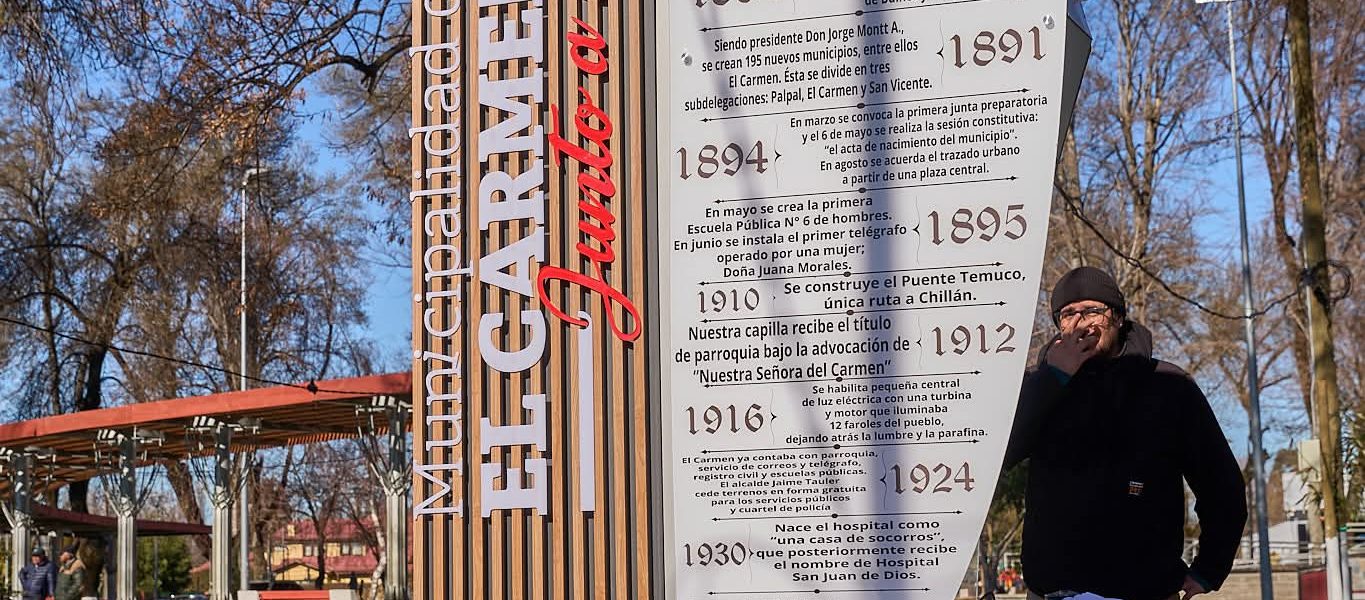 Municipalidad
EL CARMEN
Junto a
Siendo presidente Don Jorge Montt A.,
se crean 195 nuevos municipios, entre ellos
El Carmen. Ésta se divide en tres
subdelegaciones: Palpal, El Carmen y San Vicente.
1891
1894
En marzo se convoca la primera junta preparatoria
y el 6 de mayo se realiza la sesión constitutiva:
"el acta de nacimiento del municipio".
En agosto se acuerda el trazado urbano
a partir de una plaza central.
En mayo se crea la primera
Escuela Pública N° 6 de hombres.
En junio se instala el primer telégrafo
operado por una mujer;
Doña Juana Morales.
1895
1910
Se construye el Puente Temuco,
única ruta a Chillán.
Nuestra capilla recibe el título
de parroquia bajo la advocación de
"Nuestra Señora del Carmen"
1912
1916
Se habilita pequeña central
de luz eléctrica con una turbina
y motor que iluminaba
12 faroles del pueblo,
dejando atrás la lumbre y la parafina.
El Carmen ya contaba con parroquia,
servicio de correos y telégrafo,
registro civil y escuelas públicas.
El alcalde Jaime Tauler
cede terrenos en forma gratuita
para los servicios públicos
y cuartel de policía
1924
1930
Nace el hospital como
"una casa de socorros",
que posteriormente recibe
el nombre de Hospital
San Juan de Dios.